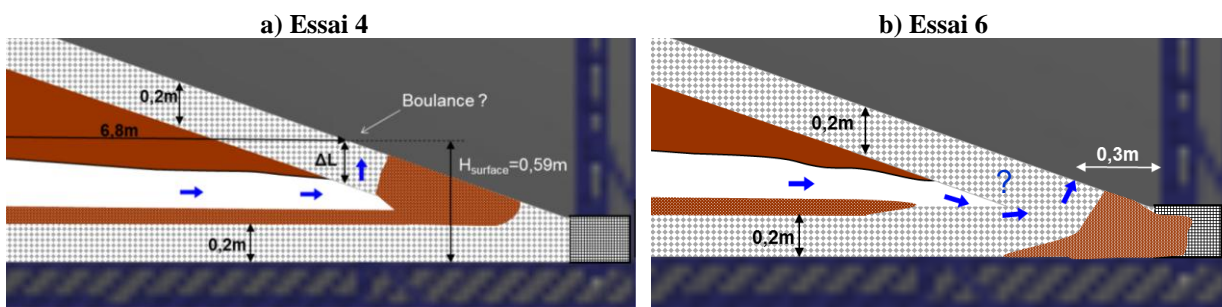 a) Essai 4
0,2m
6,8m
Boulance ?
ΔL
H_surface=0,59m
0,2m
b) Essai 6
0,2m
0,3m
?
0,2m